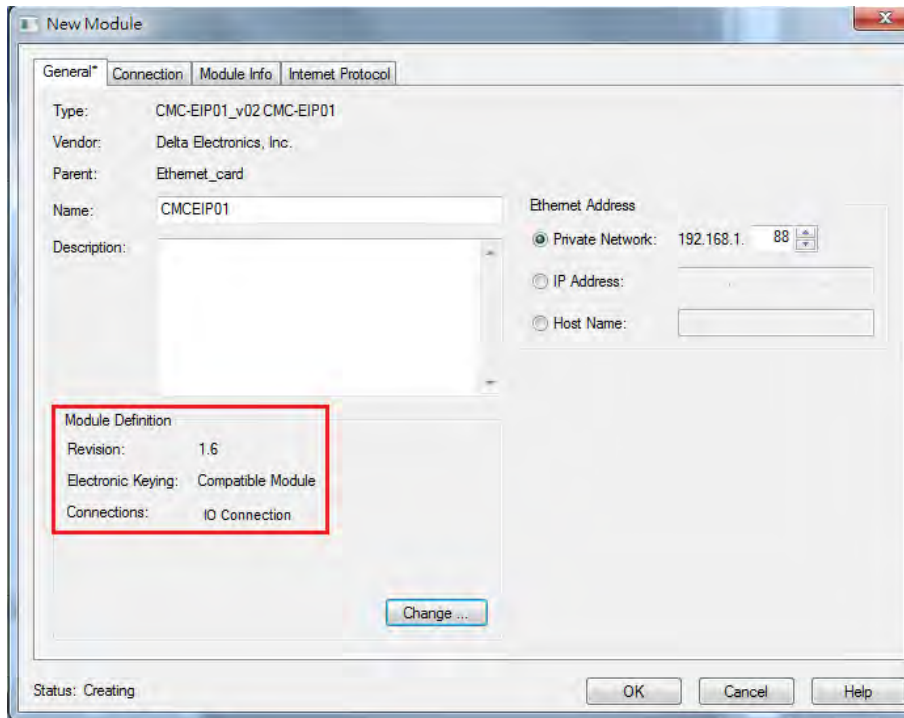 New Module
General* Connection Module Info Internet Protocol
Type: CMC-EIP01_v02 CMC-EIP01
Vendor: Delta Electronics, Inc.
Parent: Ethernet_card
Name: CMCEIP01
Description:
Ethernet Address
Private Network: 192.168.1. 88
IP Address: .
Host Name:
Module Definition
Revision: 1.6
Electronic Keying: Compatible Module
Connections: IO Connection
Change ...
Status: Creating
OK Cancel Help